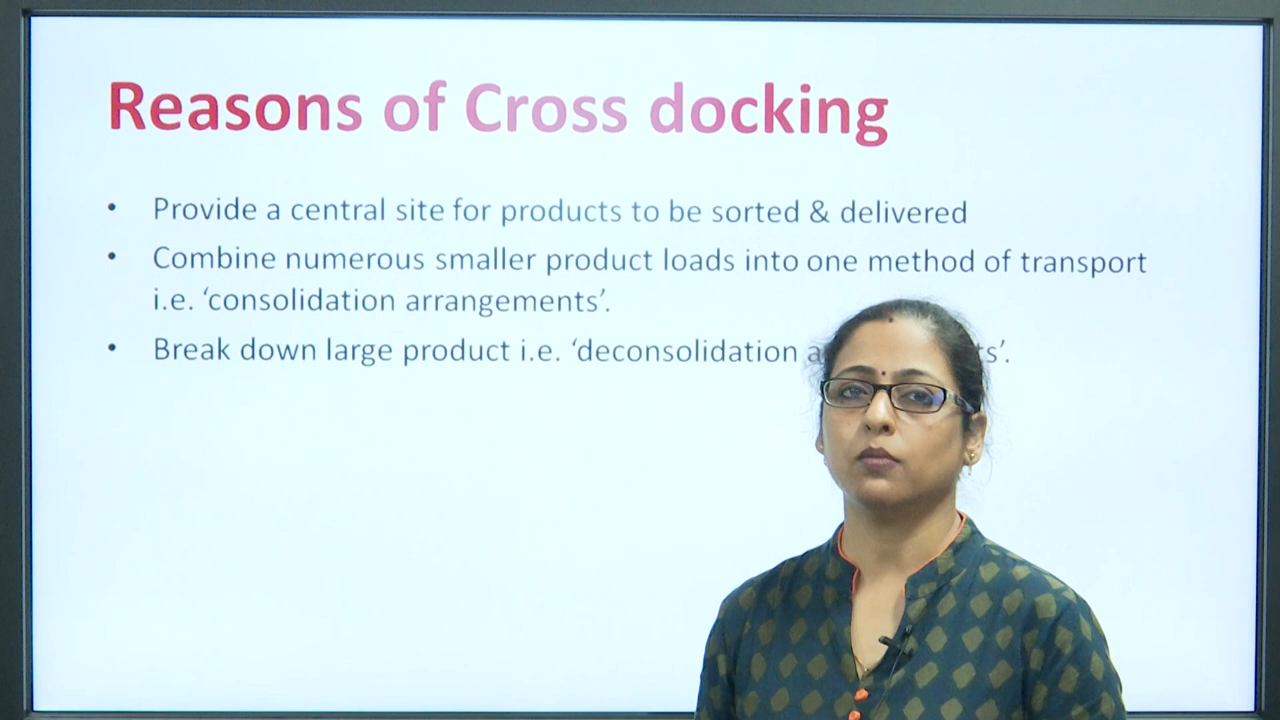 Reasons of Cross docking
• Provide a central site for products to be sorted & delivered
• Combine numerous smaller product loads into one method of transport
i.e. ‘consolidation arrangements’.
• Break down large product i.e. ‘deconsolidation